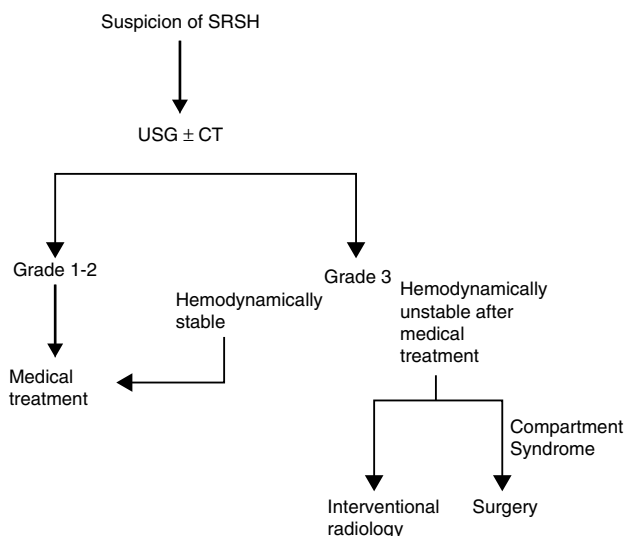 Suspicion of SRSH
USG ± CT
Grade 1-2
Grade 3
Hemodynamically
stable
Hemodynamically
unstable after
medical
treatment
Medical
treatment
Compartment
Syndrome
Interventional
radiology
Surgery